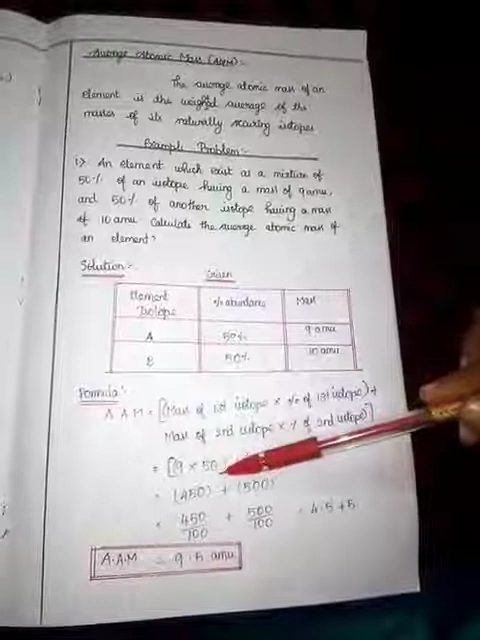 Average Atomic Mass (AAM):-
The average atomic mass of an
element is the weighted average of the
masses of its naturally occuring isotopes
Example Problem:-
1:) An element which exist as a mixture of
50% of an isotope having a mass of 9 amu,
and 50% of another isotope having a mass
of 10 amu. Calculate the average atomic mass of
an element?
Solution:-
Given
Element Isotope % abundance Mass
A 50% 9 amu
B 50% 10 amu
Formula:-
A A M = [(Mass of 1st isotope × % of 1st isotope) +
Mass of 2nd isotope × % of 2nd isotope)]
= [(9 × 50)
= (450) + (500)
= 450/100 + 500/100 = 4.5 + 5
A.A.M = 9.5 amu